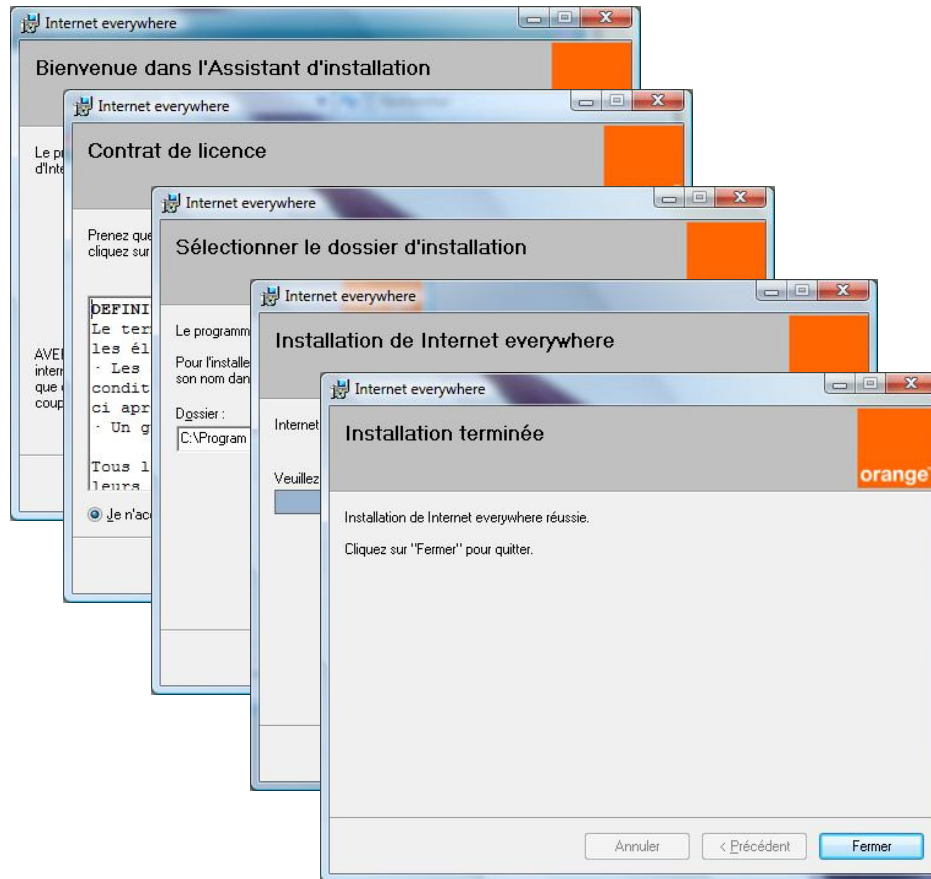 Internet everywhere
Bienvenue dans l'Assistant d'installation
Le
AVE
que
Internet everywhere
Contrat de licence
Prenez
cliquez sur
DEFINI
Le ter
les él
· Les
condit
ci apr
· Un g
Tous l
leurs
Je n'ac
Internet everywhere
Sélectionner le dossier d'installation
Le programm
Pour l'installe
son nom dan
Dossier :
C:\Program
Internet everywhere
Installation de Internet everywhere
Internet
Veuillez
Internet everywhere
Installation terminée
orange
Installation de Internet everywhere réussie.
Cliquez sur "Fermer" pour quitter.
Annuler
< Précédent
Fermer